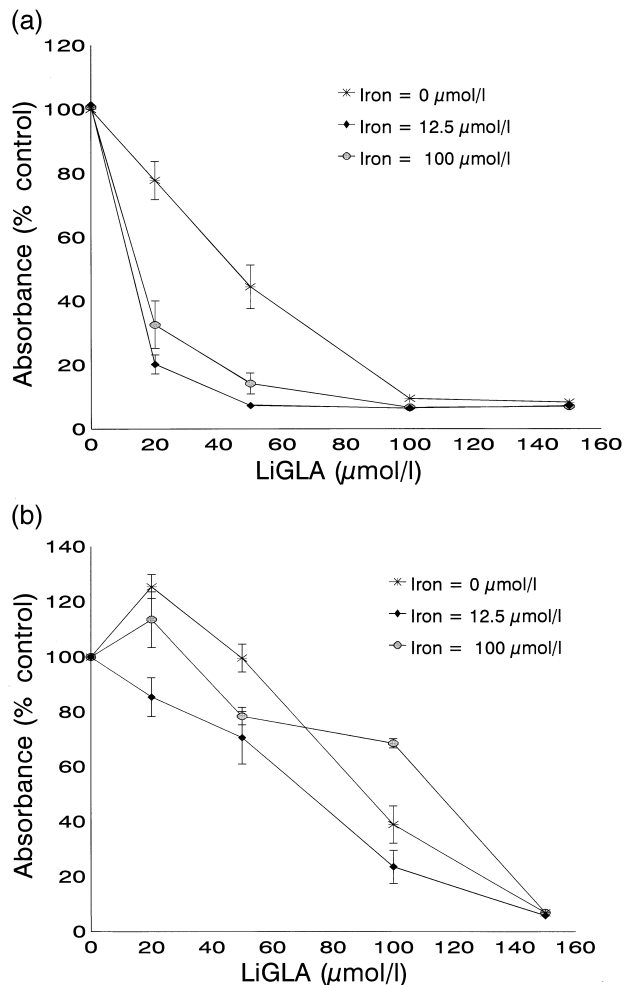 (a)
120
100
80
60
40
20
0
Absorbance (% control)
Iron = 0 µmol/l
Iron = 12.5 µmol/l
Iron = 100 µmol/l
0 20 40 60 80 100 120 140 160
LiGLA (µmol/l)
(b)
140
120
100
80
60
40
20
0
Absorbance (% control)
Iron = 0 µmol/l
Iron = 12.5 µmol/l
Iron = 100 µmol/l
0 20 40 60 80 100 120 140 160
LiGLA (µmol/l)